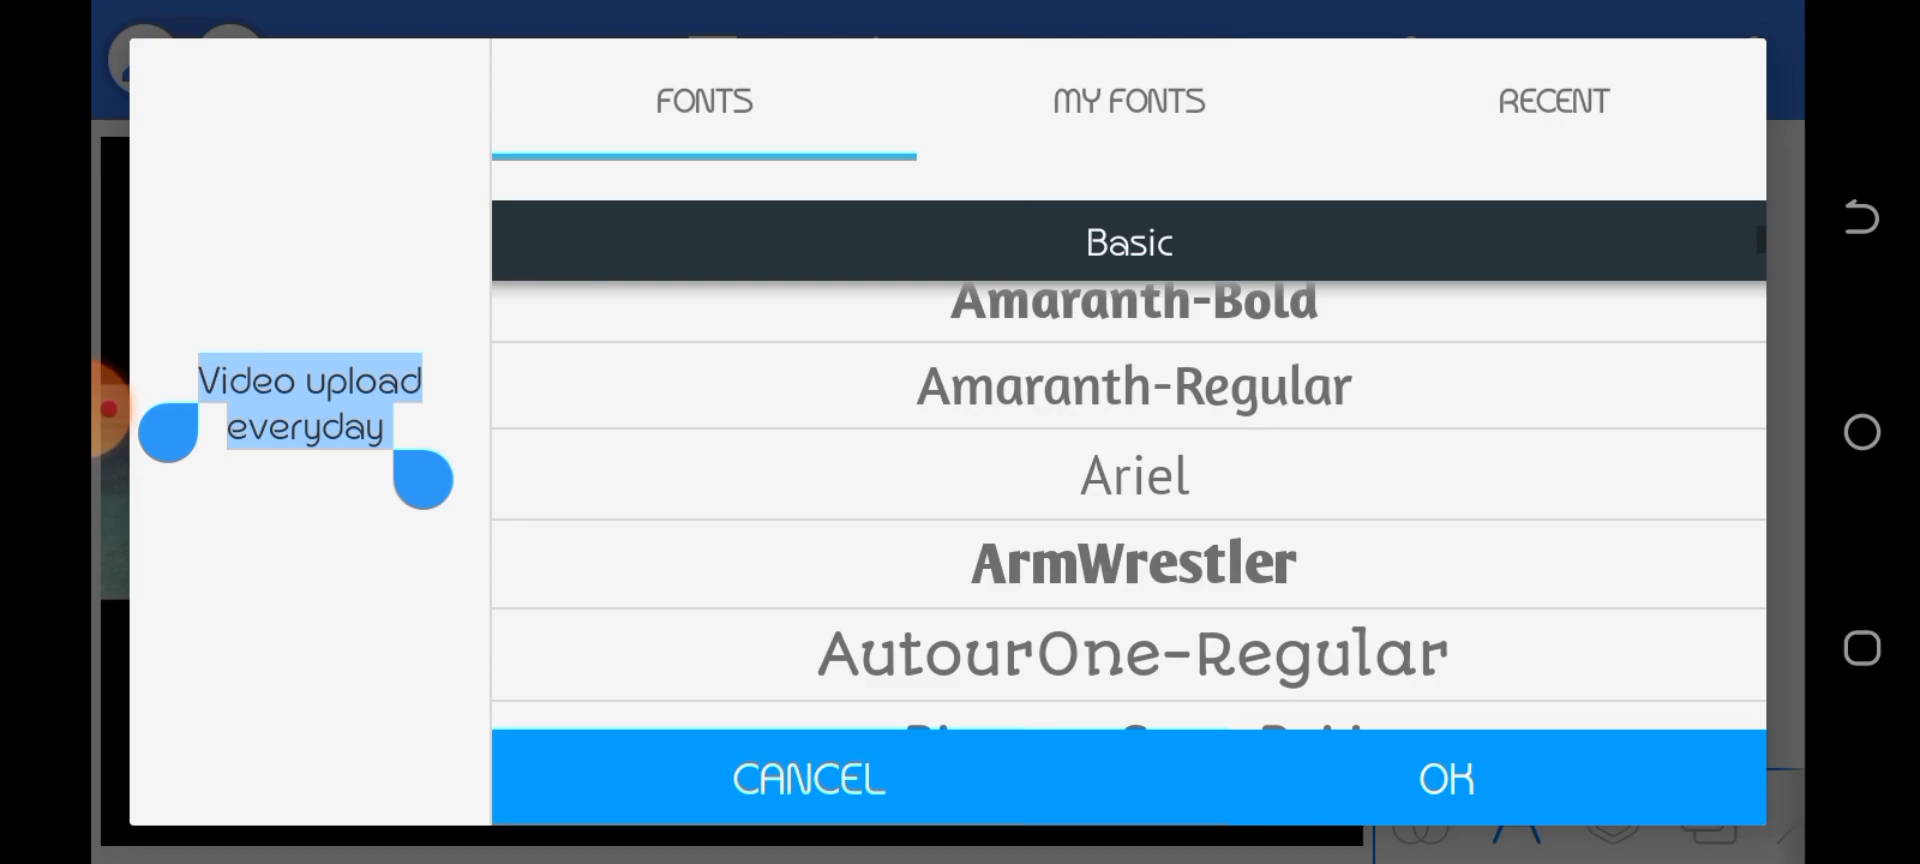 FONTS
MY FONTS
RECENT
Basic
Amaranth-Bold
Amaranth-Regular
Ariel
ArmWrestler
AutourOne-Regular
Video upload
everyday
CANCEL
OK